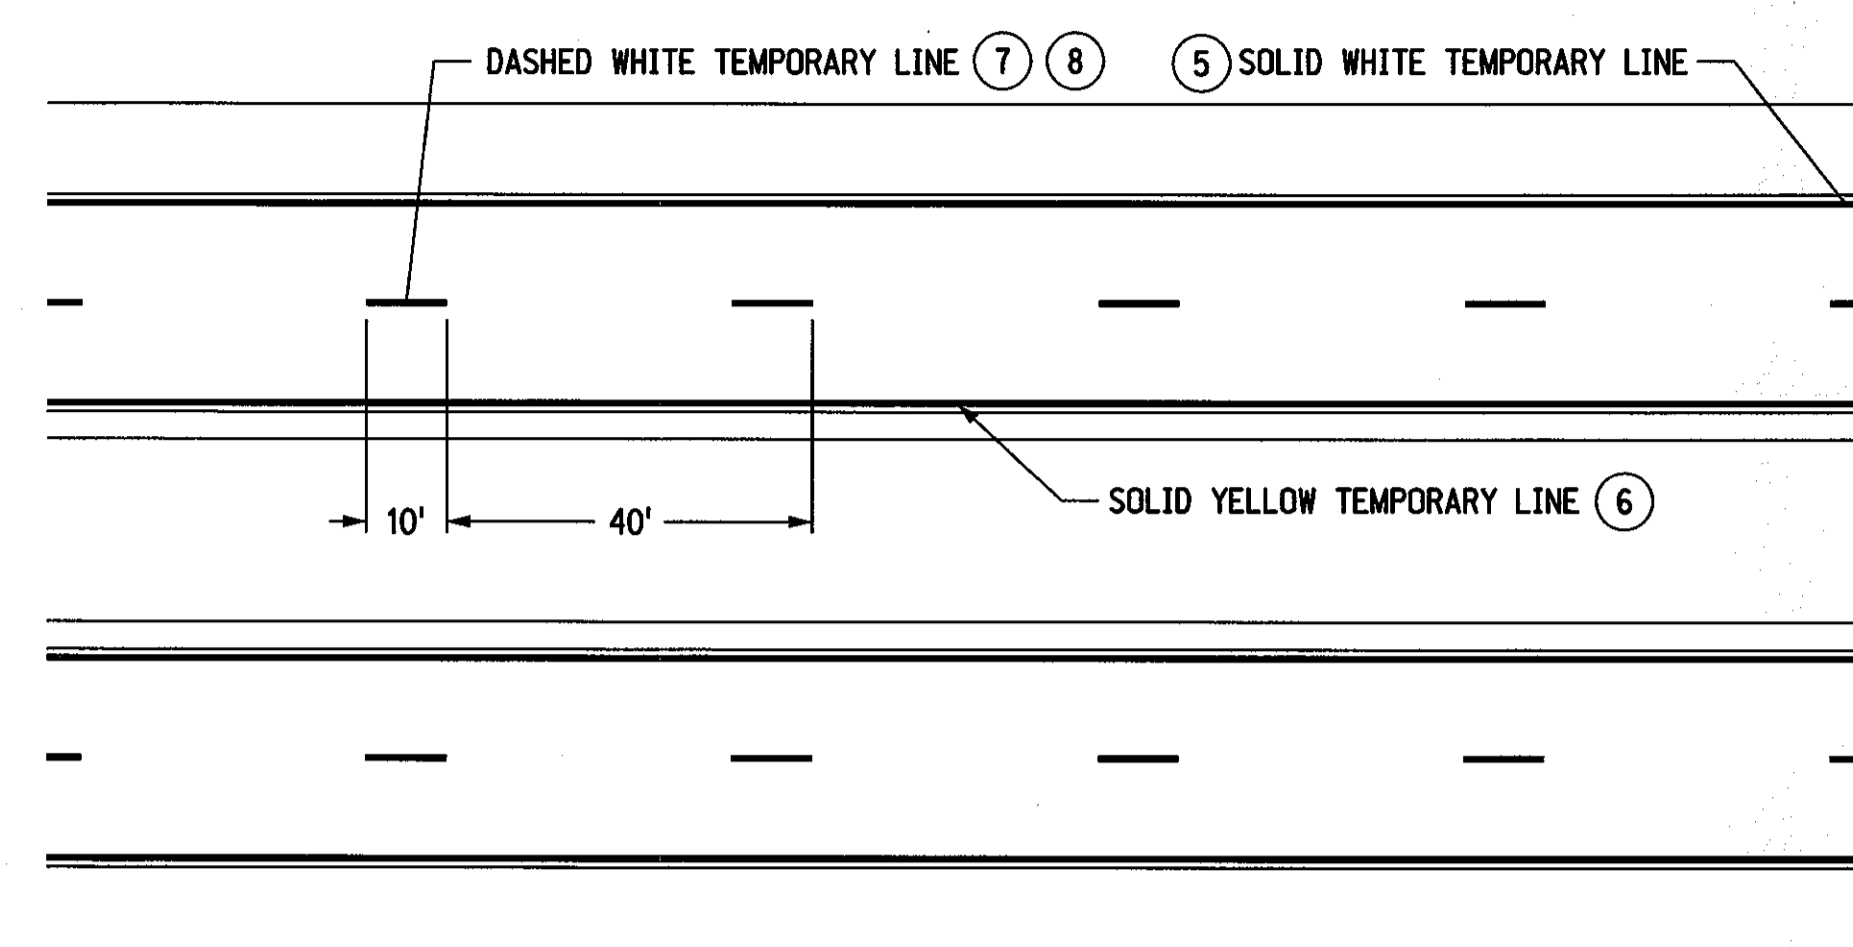 DASHED WHITE TEMPORARY LINE 7 8
5 SOLID WHITE TEMPORARY LINE
SOLID YELLOW TEMPORARY LINE 6
10' 40'